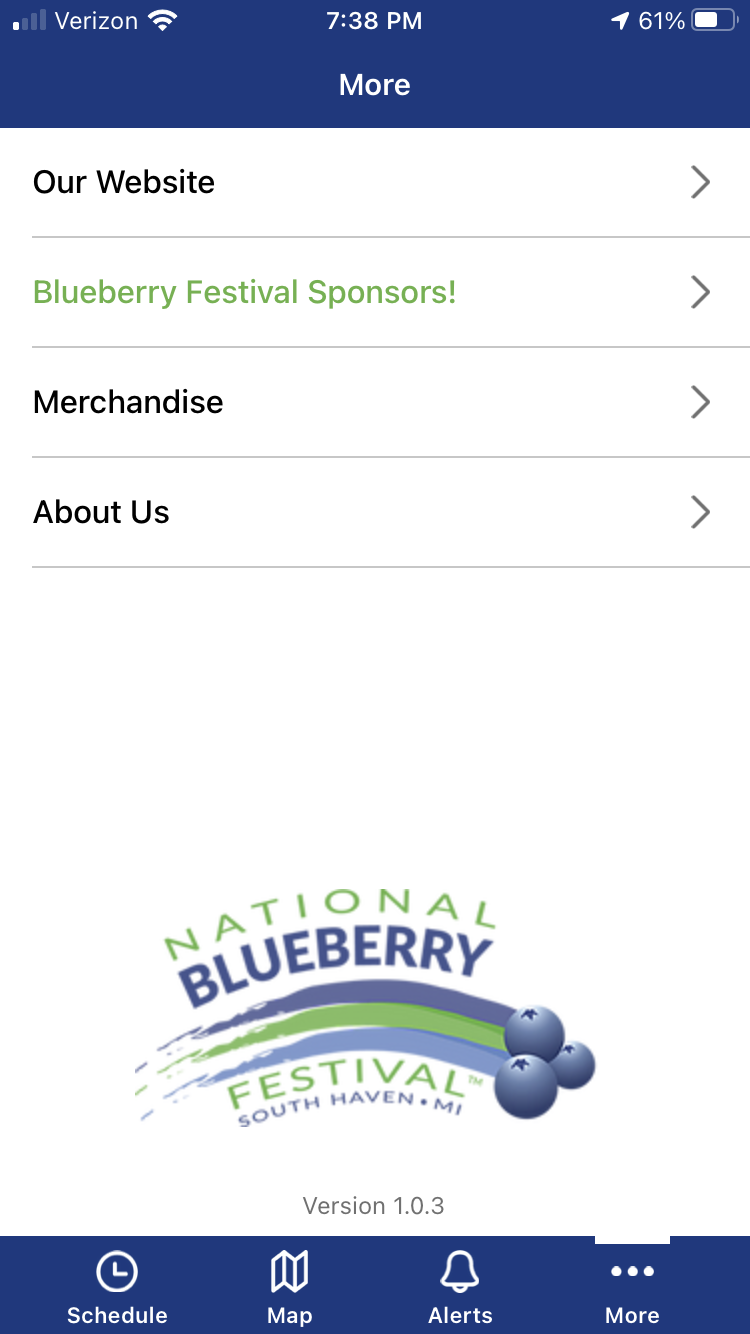 Verizon 7:38 PM 61%
More
Our Website
Blueberry Festival Sponsors!
Merchandise
About Us
NATIONAL
BLUEBERRY
FESTIVAL™
SOUTH HAVEN • MI
Version 1.0.3
Schedule Map Alerts More